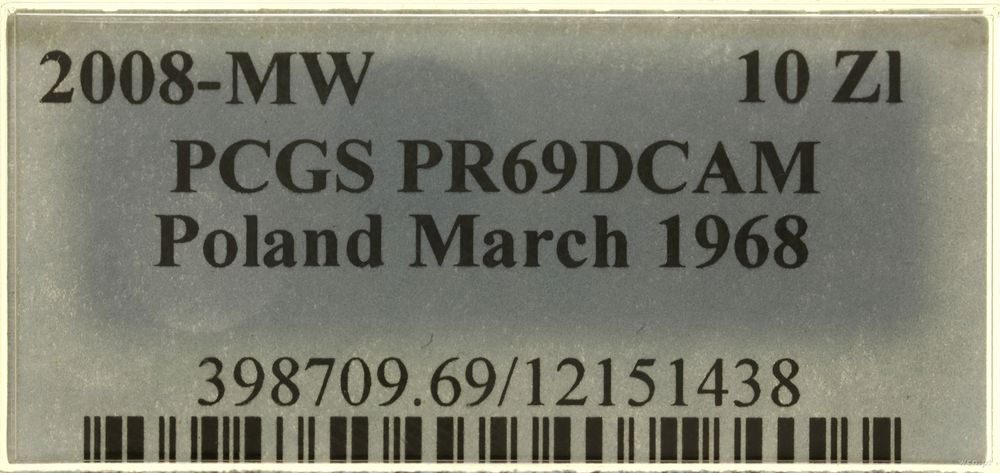 2008-MW 10 Zl
PCGS PR69DCAM
Poland March 1968
398709.69/12151438